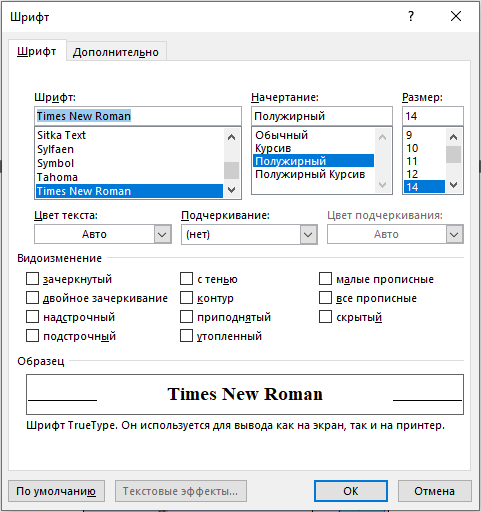 Шрифт ? ×
Шрифт Дополнительно
Шрифт: Начертание: Размер:
Times New Roman Полужирный 14
Sitka Text Обычный 9
Sylfaen Курсив 10
Symbol Полужирный 11
Tahoma Полужирный Курсив 12
Times New Roman 14
Цвет текста: Подчеркивание: Цвет подчеркивания:
Авто (нет) Авто
Видоизменение
зачеркнутый с тенью малые прописные
двойное зачеркивание контур все прописные
надстрочный приподнятый скрытый
подстрочный утопленный
Образец
Times New Roman
Шрифт TrueType. Он используется для вывода как на экран, так и на принтер.
По умолчанию Текстовые эффекты... ОК Отмена